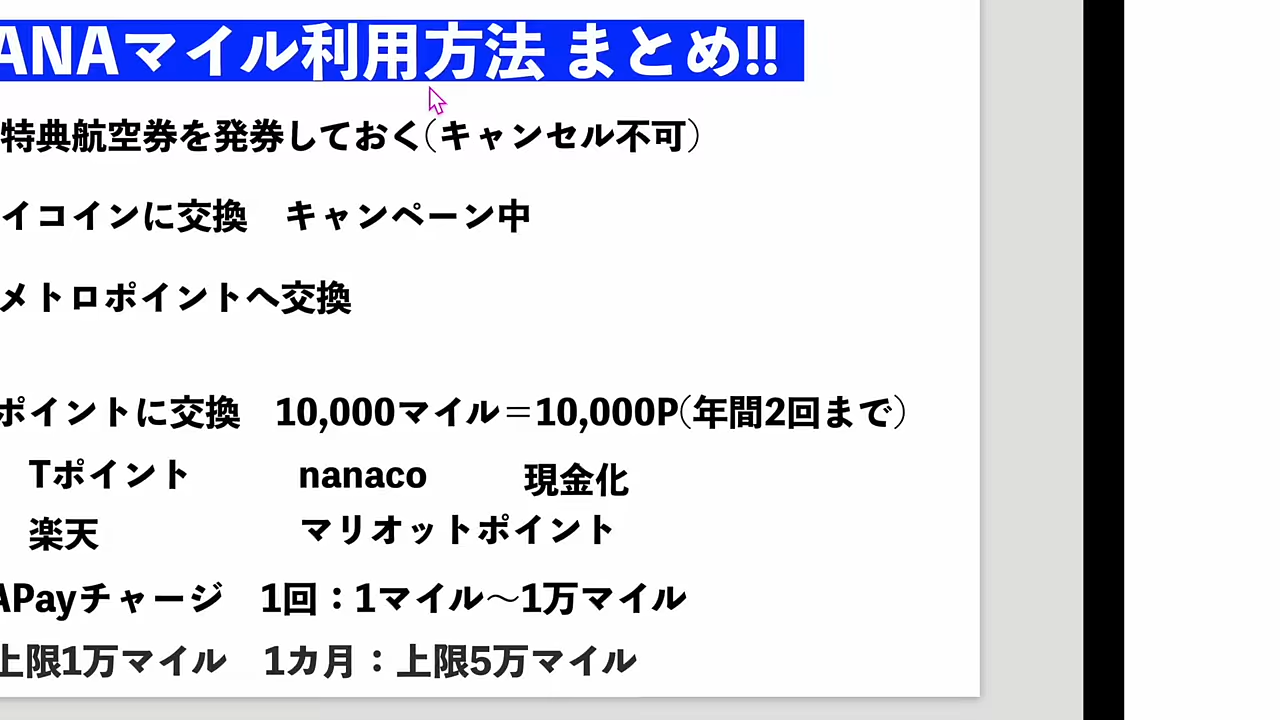 ANAマイル利用方法 まとめ!!
特典航空券を発券しておく(キャンセル不可)
イコインに交換　キャンペーン中
メトロポイントへ交換
ポイントに交換　10,000マイル＝10,000P(年間2回まで)
Tポイント　nanaco　現金化
楽天　マリオットポイント
APayチャージ　1回：1マイル～1万マイル
上限1万マイル　1カ月：上限5万マイル